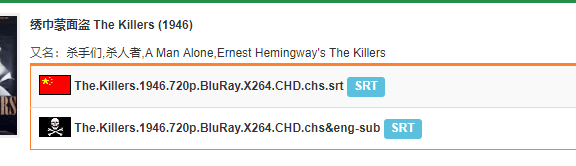 绣巾蒙面盗 The Killers (1946)
又名：杀手们,杀人者,A Man Alone,Ernest Hemingway's The Killers
The.Killers.1946.720p.BluRay.X264.CHD.chs.srt SRT
The.Killers.1946.720p.BluRay.X264.CHD.chs&eng-sub SRT